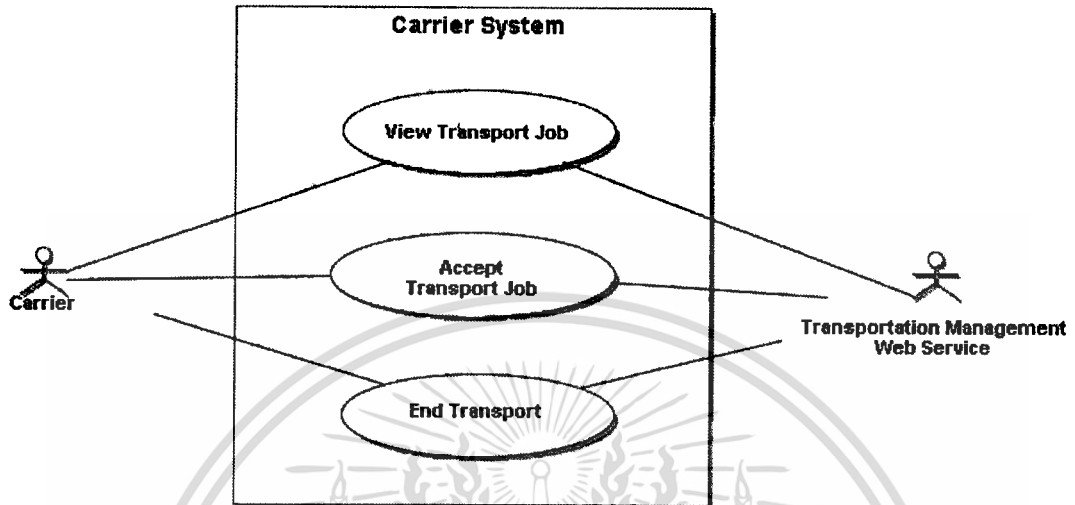 Carrier System
View Transport Job
Accept
Transport Job
Carrier
Transportation Management
Web Service
End Transport